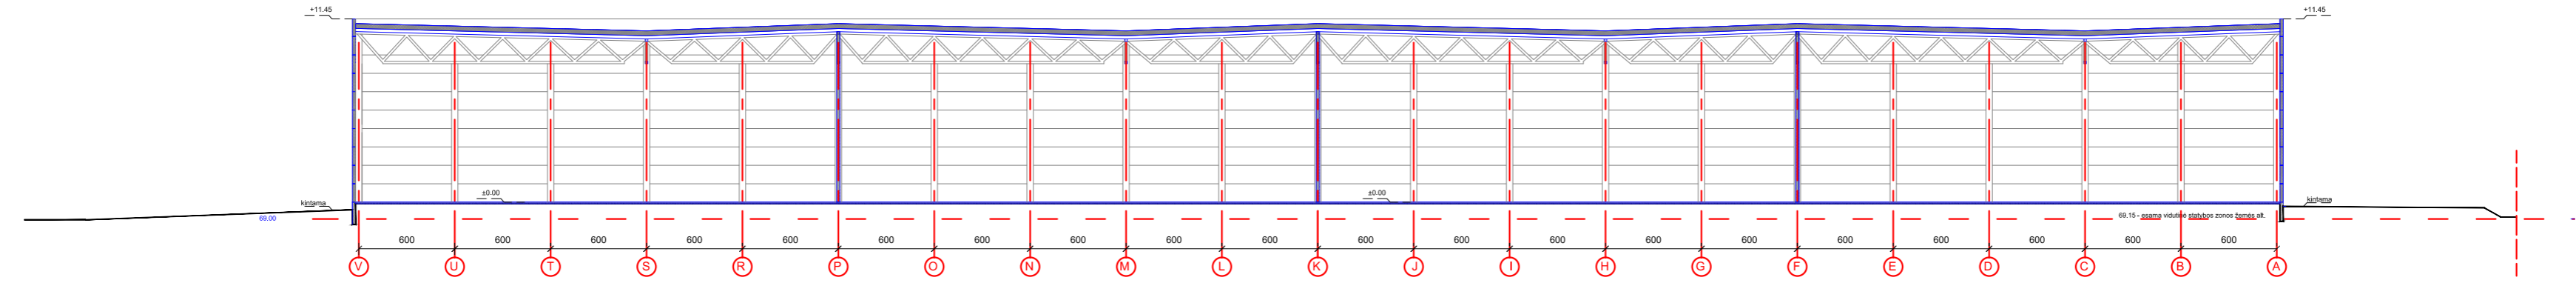 +11.45 +11.45
±0.00 ±0.00
kintama kintama
69.00 69.15 - esama vidutinė statybos zonos žemės alt.
600 600 600 600 600 600 600 600 600 600 600 600 600 600 600 600 600 600 600 600
V U T S R P O N M L K J I H G F E D C B A